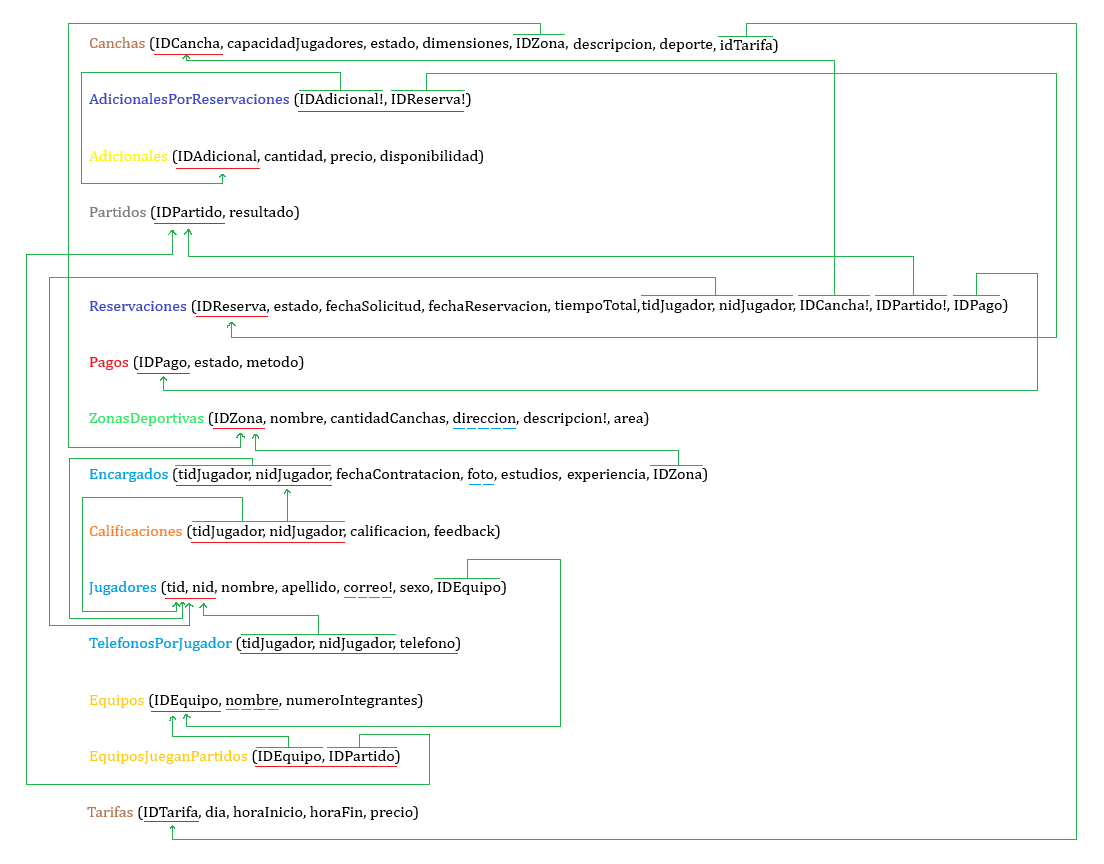 Canchas (IDCancha, capacidadJugadores, estado, dimensiones, IDZona, descripcion, deporte, idTarifa)
AdicionalesPorReservaciones (IDAdicional!, IDReserva!)
Adicionales (IDAdicional, cantidad, precio, disponibilidad)
Partidos (IDPartido, resultado)
Reservaciones (IDReserva, estado, fechaSolicitud, fechaReservacion, tiempoTotal, tidJugador, nidJugador, IDCancha!, IDPartido!, IDPago)
Pagos (IDPago, estado, metodo)
ZonasDeportivas (IDZona, nombre, cantidadCanchas, direccion, descripcion!, area)
Encargados (tidJugador, nidJugador, fechaContratacion, foto, estudios, experiencia, IDZona)
Calificaciones (tidJugador, nidJugador, calificacion, feedback)
Jugadores (tid, nid, nombre, apellido, correo!, sexo, IDEquipo)
TelefonosPorJugador (tidJugador, nidJugador, telefono)
Equipos (IDEquipo, nombre, numeroIntegrantes)
EquiposJueganPartidos (IDEquipo, IDPartido)
Tarifas (IDTarifa, dia, horaInicio, horaFin, precio)